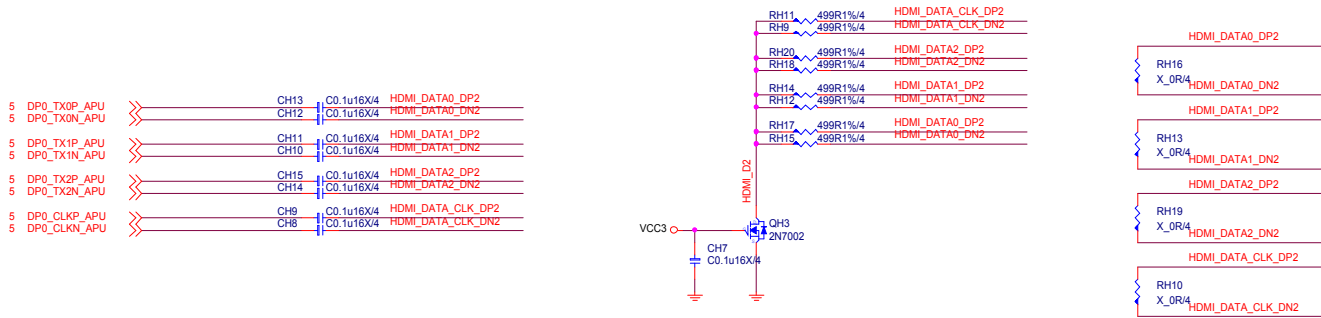 RH11 499R1%/4 HDMI_DATA_CLK_DP2
RH9 499R1%/4 HDMI_DATA_CLK_DN2
RH20 499R1%/4 HDMI_DATA2_DP2
RH18 499R1%/4 HDMI_DATA2_DN2
RH14 499R1%/4 HDMI_DATA1_DP2
RH12 499R1%/4 HDMI_DATA1_DN2
RH17 499R1%/4 HDMI_DATA0_DP2
RH15 499R1%/4 HDMI_DATA0_DN2
5 DP0_TX0P_APU CH13 C0.1u16X/4 HDMI_DATA0_DP2
5 DP0_TX0N_APU CH12 C0.1u16X/4 HDMI_DATA0_DN2
5 DP0_TX1P_APU CH11 C0.1u16X/4 HDMI_DATA1_DP2
5 DP0_TX1N_APU CH10 C0.1u16X/4 HDMI_DATA1_DN2
5 DP0_TX2P_APU CH15 C0.1u16X/4 HDMI_DATA2_DP2
5 DP0_TX2N_APU CH14 C0.1u16X/4 HDMI_DATA2_DN2
5 DP0_CLKP_APU CH9 C0.1u16X/4 HDMI_DATA_CLK_DP2
5 DP0_CLKN_APU CH8 C0.1u16X/4 HDMI_DATA_CLK_DN2
HDMI_D2
VCC3
QH3
2N7002
CH7
C0.1u16X/4
HDMI_DATA0_DP2
RH16
X_0R/4
HDMI_DATA0_DN2
HDMI_DATA1_DP2
RH13
X_0R/4
HDMI_DATA1_DN2
HDMI_DATA2_DP2
RH19
X_0R/4
HDMI_DATA2_DN2
HDMI_DATA_CLK_DP2
RH10
X_0R/4
HDMI_DATA_CLK_DN2